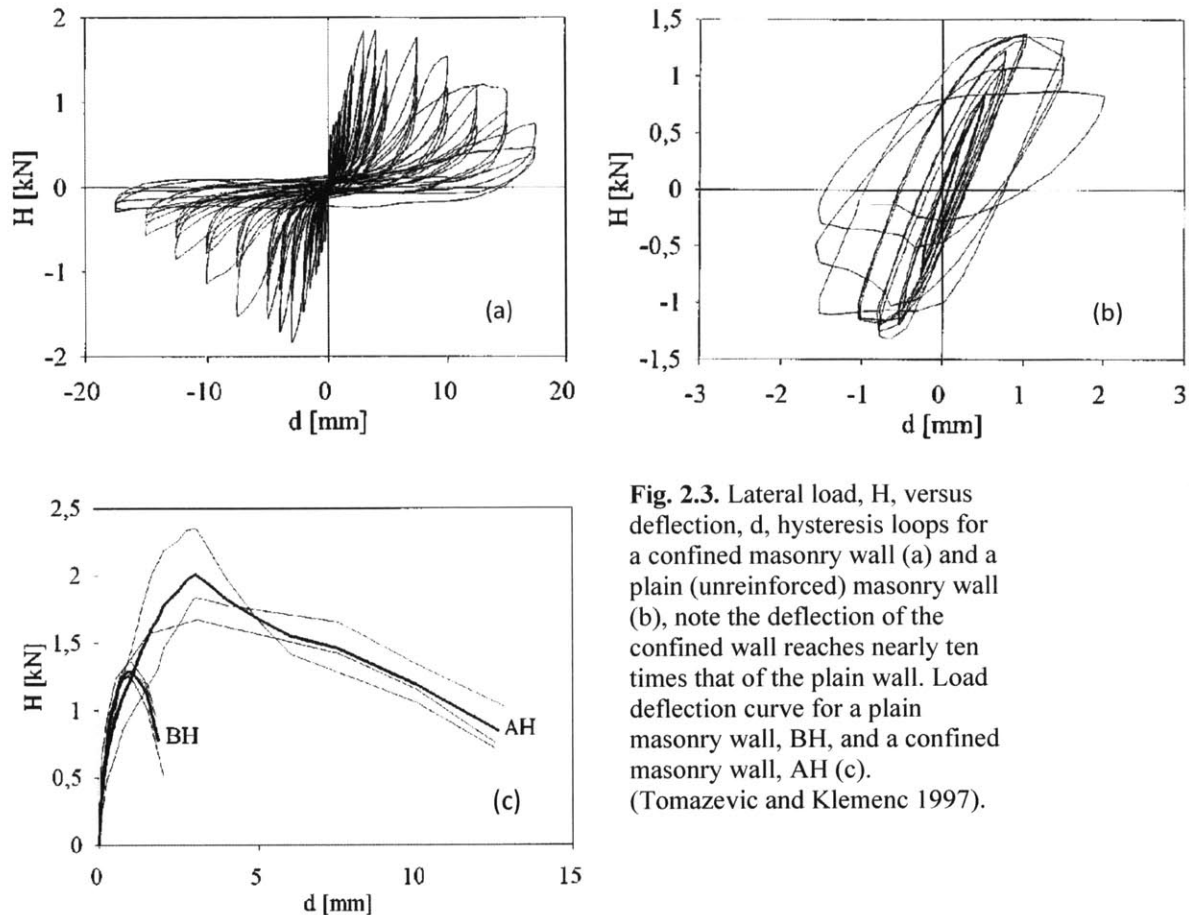 2
1
0
-1
-2
H [kN]
-20
-10
0
10
20
d [mm]
(a)
1,5
1
0,5
0
-0,5
-1
-1,5
H [kN]
-3
-2
-1
0
1
2
3
d [mm]
(b)
2,5
2
1,5
1
0,5
0
H [kN]
BH
AH
(c)
0
5
10
15
d [mm]
Fig. 2.3. Lateral load, H, versus
deflection, d, hysteresis loops for
a confined masonry wall (a) and a
plain (unreinforced) masonry wall
(b), note the deflection of the
confined wall reaches nearly ten
times that of the plain wall. Load
deflection curve for a plain
masonry wall, BH, and a confined
masonry wall, AH (c).
(Tomazevic and Klemenc 1997).